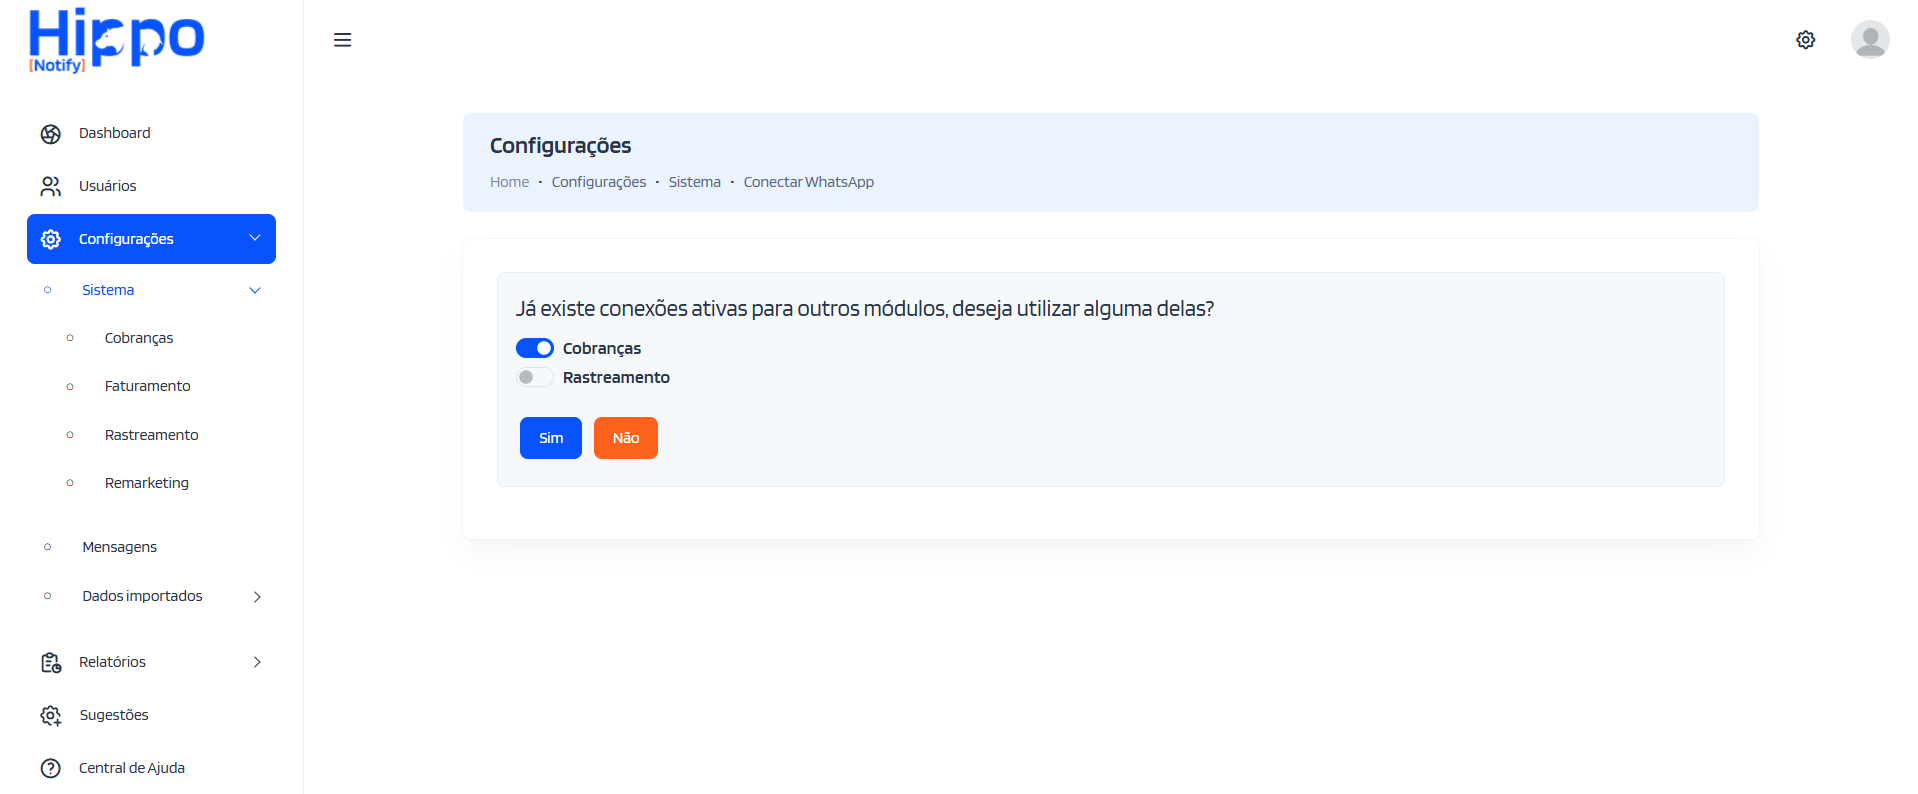 Hippo
[Notify]
Dashboard
Usuários
Configurações
Sistema
Cobranças
Faturamento
Rastreamento
Remarketing
Mensagens
Dados importados
Relatórios
Sugestões
Central de Ajuda
Configurações
Home • Configurações • Sistema • Conectar WhatsApp
Já existe conexões ativas para outros módulos, deseja utilizar alguma delas?
Cobranças
Rastreamento
Sim Não